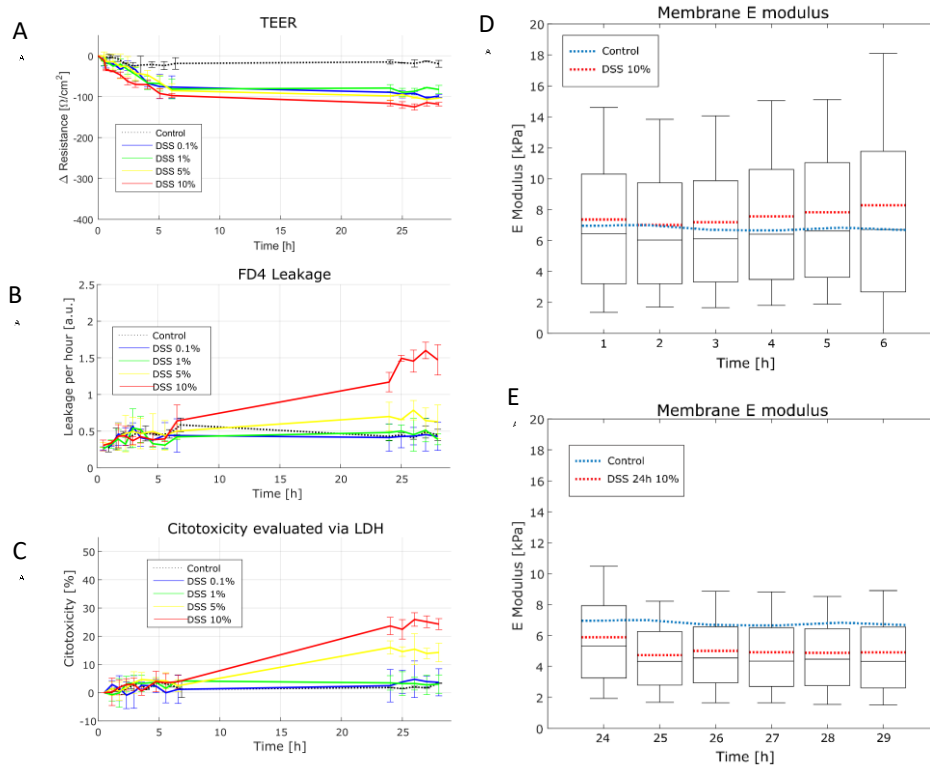 A
TEER
0
-100
-200
-300
-400
Δ Resistance [Ω/cm²]
Control
DSS 0.1%
DSS 1%
DSS 5%
DSS 10%
0 5 10 15 20 25
Time [h]
B
FD4 Leakage
2.5
2
1.5
1
0.5
0
Leakage per hour [a.u.]
Control
DSS 0.1%
DSS 1%
DSS 5%
DSS 10%
0 5 10 15 20 25
Time [h]
C
Citotoxicity evaluated via LDH
50
40
30
20
10
0
-10
Citotoxicity [%]
Control
DSS 0.1%
DSS 1%
DSS 5%
DSS 10%
0 5 10 15 20 25
Time [h]
D
Membrane E modulus
20
18
16
14
12
10
8
6
4
2
0
E Modulus [kPa]
Control
DSS 10%
1 2 3 4 5 6
Time [h]
E
Membrane E modulus
20
18
16
14
12
10
8
6
4
2
0
E Modulus [kPa]
Control
DSS 24h 10%
24 25 26 27 28 29
Time [h]